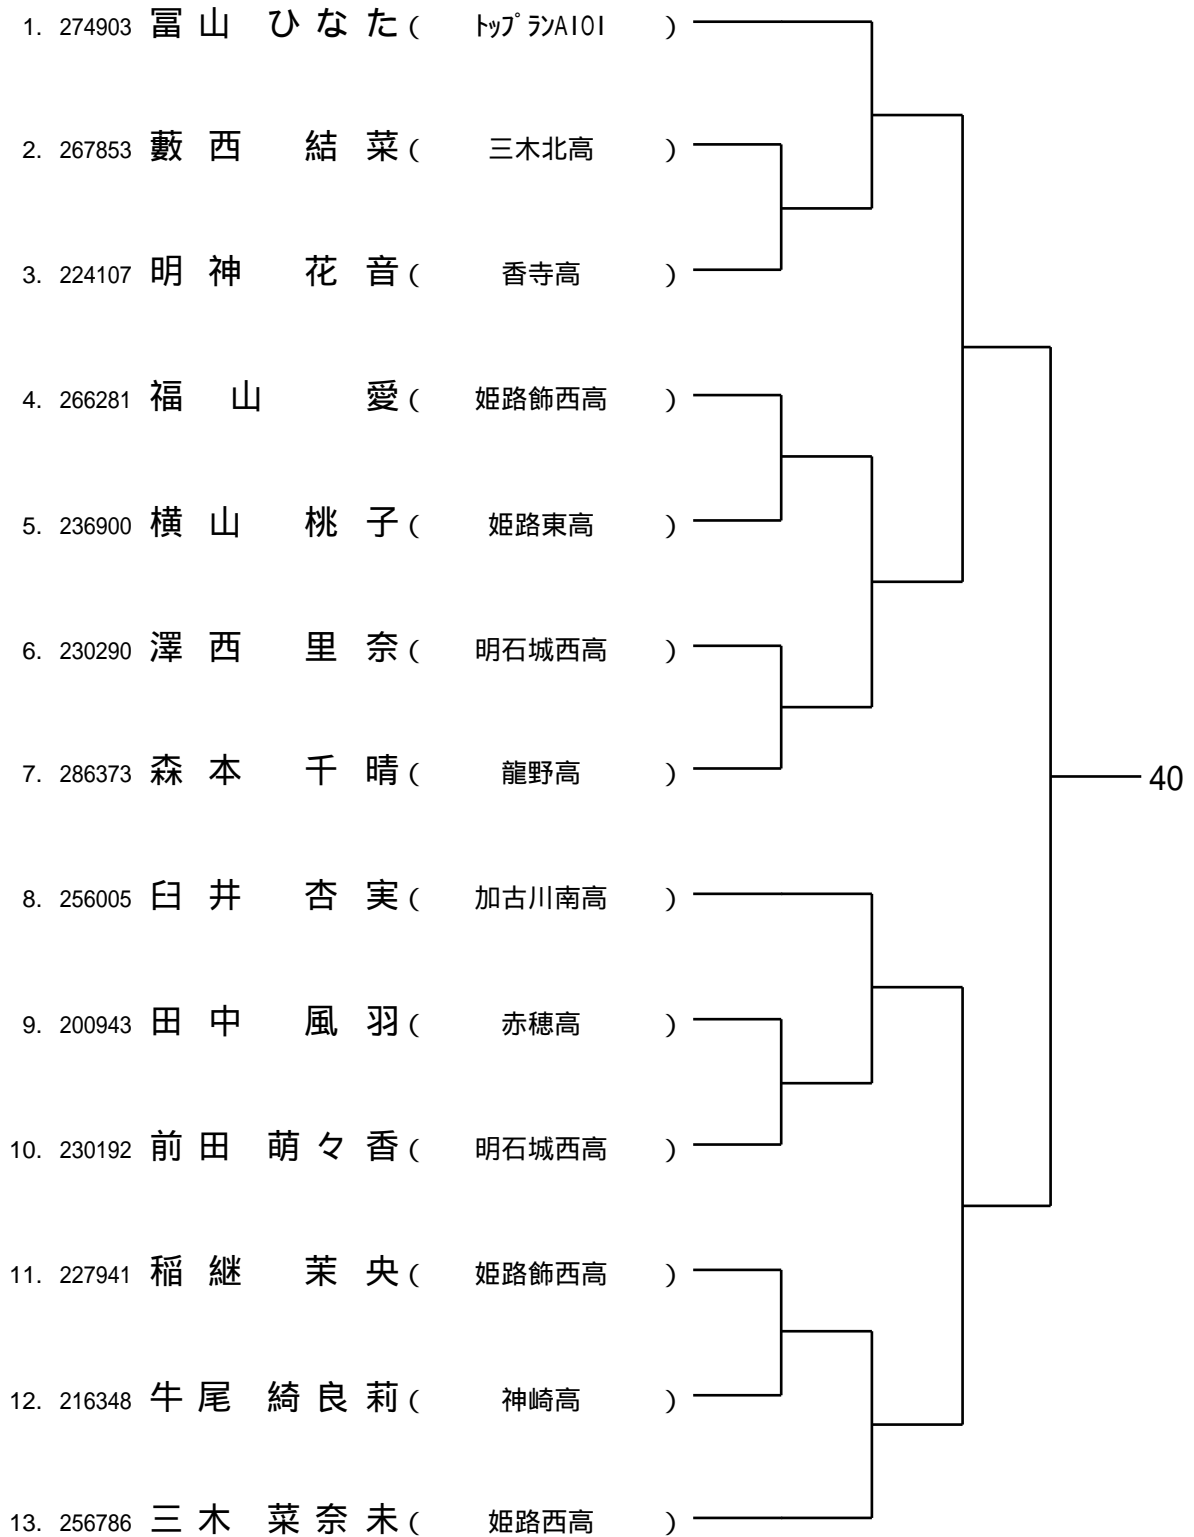 1. 274903 冨山 ひなた ( トップランAIOI )
2. 267853 藪西 結菜 ( 三木北高 )
3. 224107 明神 花音 ( 香寺高 )
4. 266281 福山 愛 ( 姫路飾西高 )
5. 236900 横山 桃子 ( 姫路東高 )
6. 230290 澤西 里奈 ( 明石城西高 )
7. 286373 森本 千晴 ( 龍野高 )
40
8. 256005 臼井 杏実 ( 加古川南高 )
9. 200943 田中 風羽 ( 赤穂高 )
10. 230192 前田 萌々香 ( 明石城西高 )
11. 227941 稲継 茉央 ( 姫路飾西高 )
12. 216348 牛尾 綺良莉 ( 神崎高 )
13. 256786 三木 菜奈未 ( 姫路西高 )